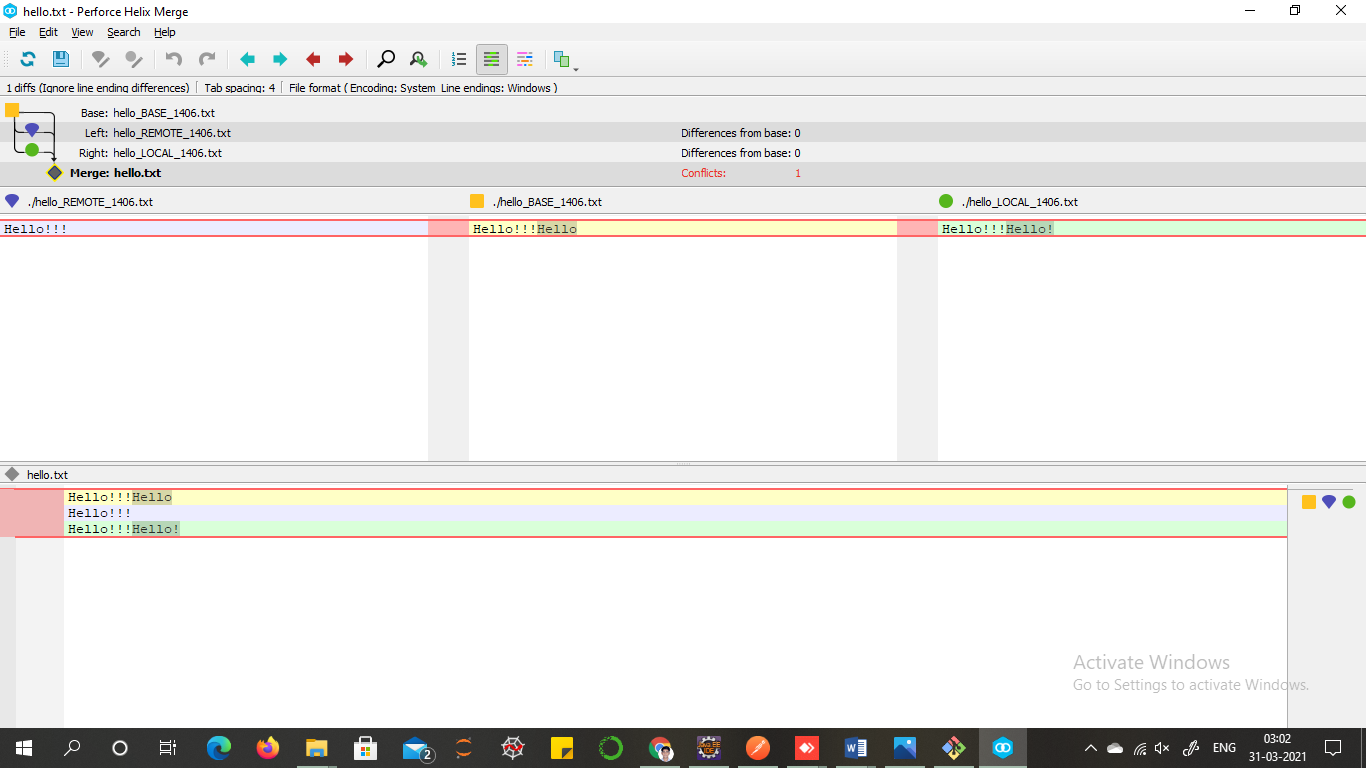 hello.txt - Perforce Helix Merge
File Edit View Search Help
1 diffs (Ignore line ending differences) Tab spacing: 4 File format ( Encoding: System Line endings: Windows )
Base: hello_BASE_1406.txt
Left: hello_REMOTE_1406.txt Differences from base: 0
Right: hello_LOCAL_1406.txt Differences from base: 0
Merge: hello.txt Conflicts: 1
./hello_REMOTE_1406.txt ./hello_BASE_1406.txt ./hello_LOCAL_1406.txt
Hello!!! Hello!!!Hello Hello!!!Hello!
hello.txt
Hello!!!Hello
Hello!!!
Hello!!!Hello!
Activate Windows
Go to Settings to activate Windows.
2 ENG 03:02
31-03-2021